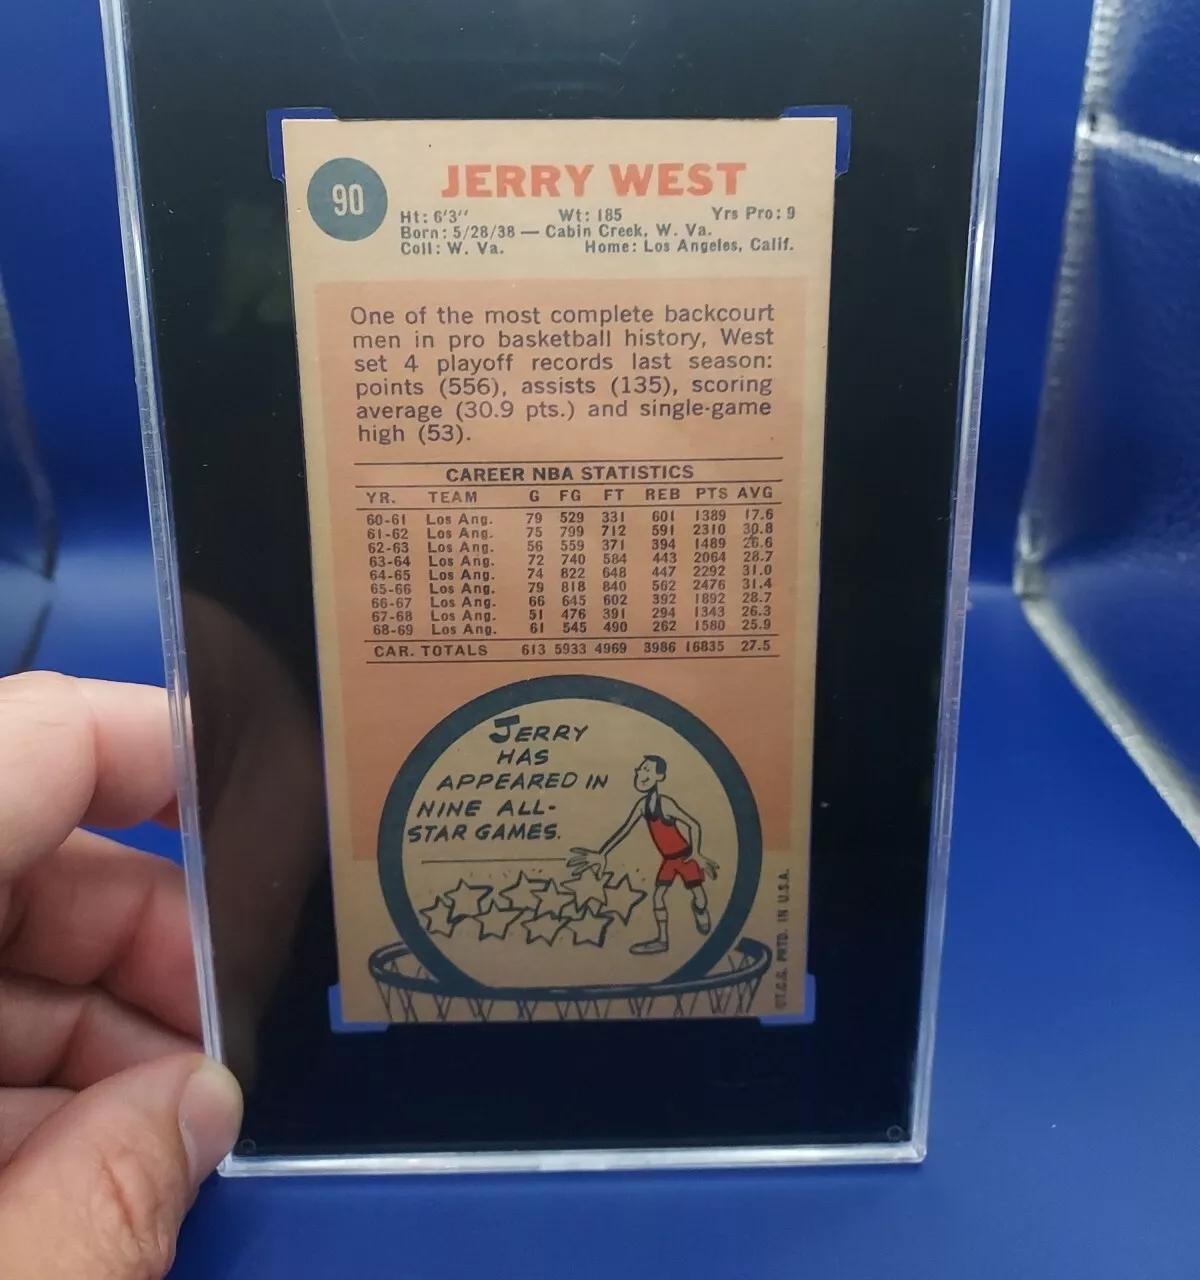 90
JERRY WEST
Ht: 6'3" Wt: 185 Yrs Pro: 9
Born: 5/28/38 — Cabin Creek, W. Va.
Coll: W. Va. Home: Los Angeles, Calif.
One of the most complete backcourt
men in pro basketball history, West
set 4 playoff records last season:
points (556), assists (135), scoring
average (30.9 pts.) and single-game
high (53).
CAREER NBA STATISTICS
YR. TEAM G FG FT REB PTS AVG
60-61 Los Ang. 79 529 331 601 1389 17.6
61-62 Los Ang. 75 799 712 591 2310 30.8
62-63 Los Ang. 56 559 371 394 1489 26.6
63-64 Los Ang. 72 740 584 443 2064 28.7
64-65 Los Ang. 74 822 648 447 2292 31.0
65-66 Los Ang. 79 818 840 562 2476 31.4
66-67 Los Ang. 66 645 602 392 1892 28.7
67-68 Los Ang. 51 476 391 294 1343 26.3
68-69 Los Ang. 61 545 490 262 1580 25.9
CAR. TOTALS 613 5933 4969 3986 16835 27.5
JERRY
HAS
APPEARED IN
NINE ALL-
STAR GAMES.
©T.C.G. PRTD. IN U.S.A.